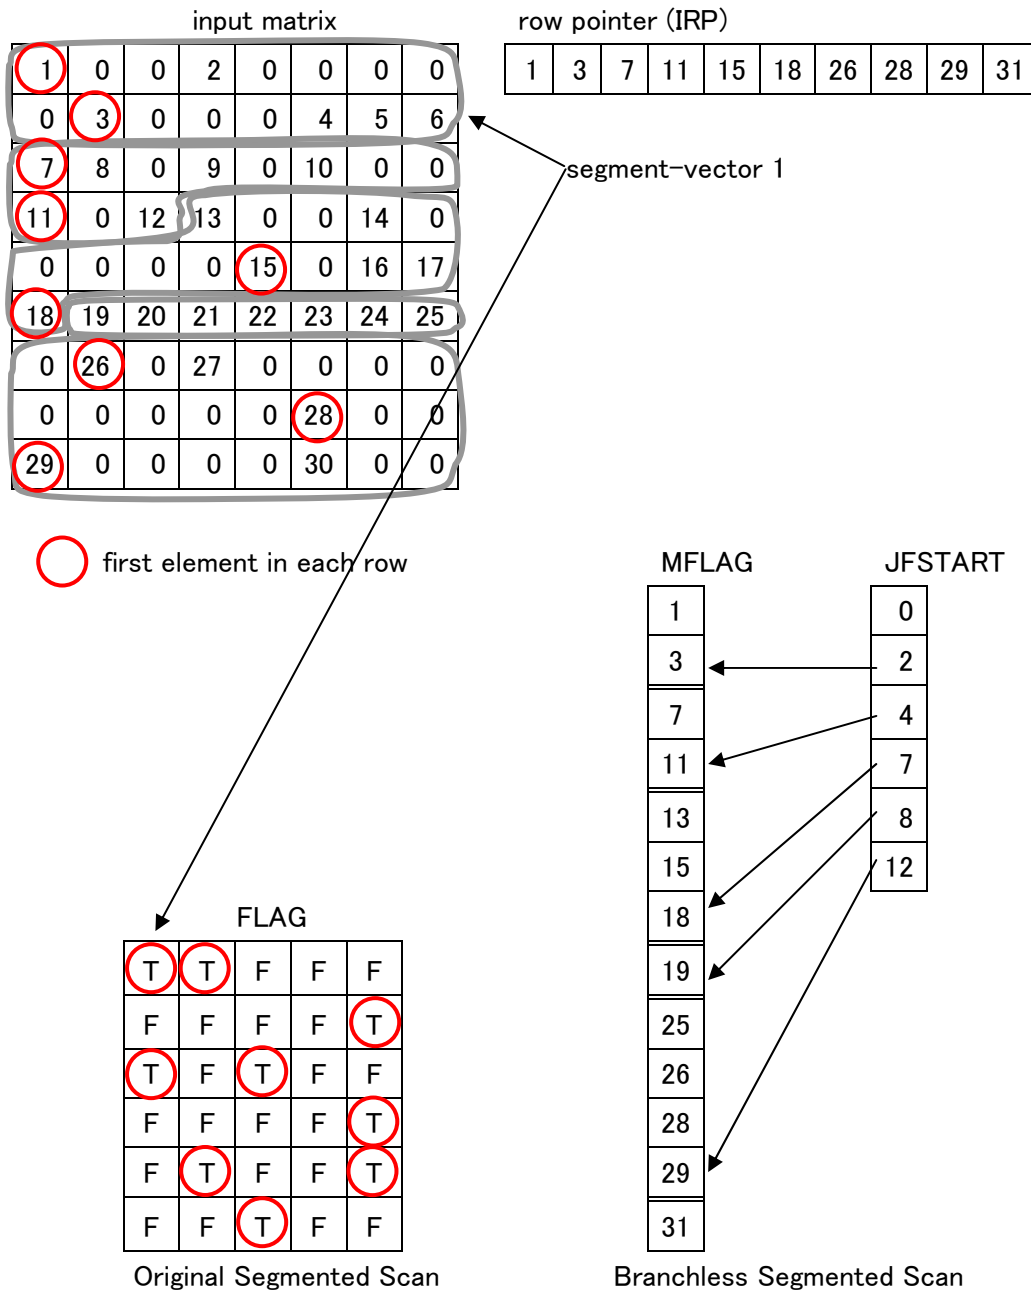 input matrix
row pointer (IRP)
1 0 0 2 0 0 0 0
1 3 7 11 15 18 26 28 29 31
0 3 0 0 0 4 5 6
7 8 0 9 0 10 0 0
segment-vector 1
11 0 12 13 0 0 14 0
0 0 0 0 15 0 16 17
18 19 20 21 22 23 24 25
0 26 0 27 0 0 0 0
0 0 0 0 0 28 0 0
29 0 0 0 0 30 0 0
first element in each row
MFLAG
1
3
7
11
13
15
18
19
25
26
28
29
31
JFSTART
0
2
4
7
8
12
FLAG
T T F F F
F F F F T
T F T F F
F F F F T
F T F F T
F F T F F
Original Segmented Scan
Branchless Segmented Scan